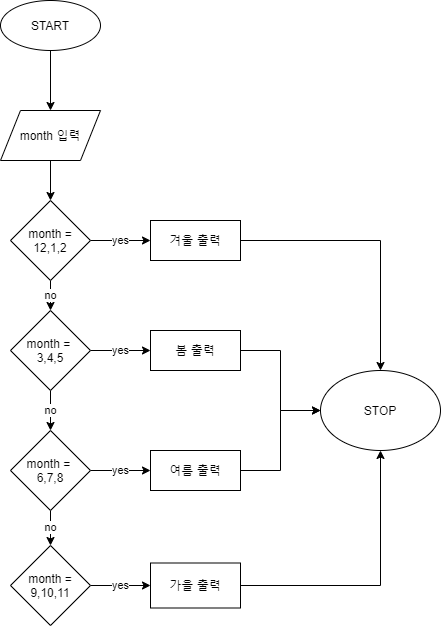 START
month 입력
month =
12,1,2
yes
겨울 출력
no
month =
3,4,5
yes
봄 출력
no
STOP
month =
6,7,8
yes
여름 출력
no
month =
9,10,11
yes
가을 출력